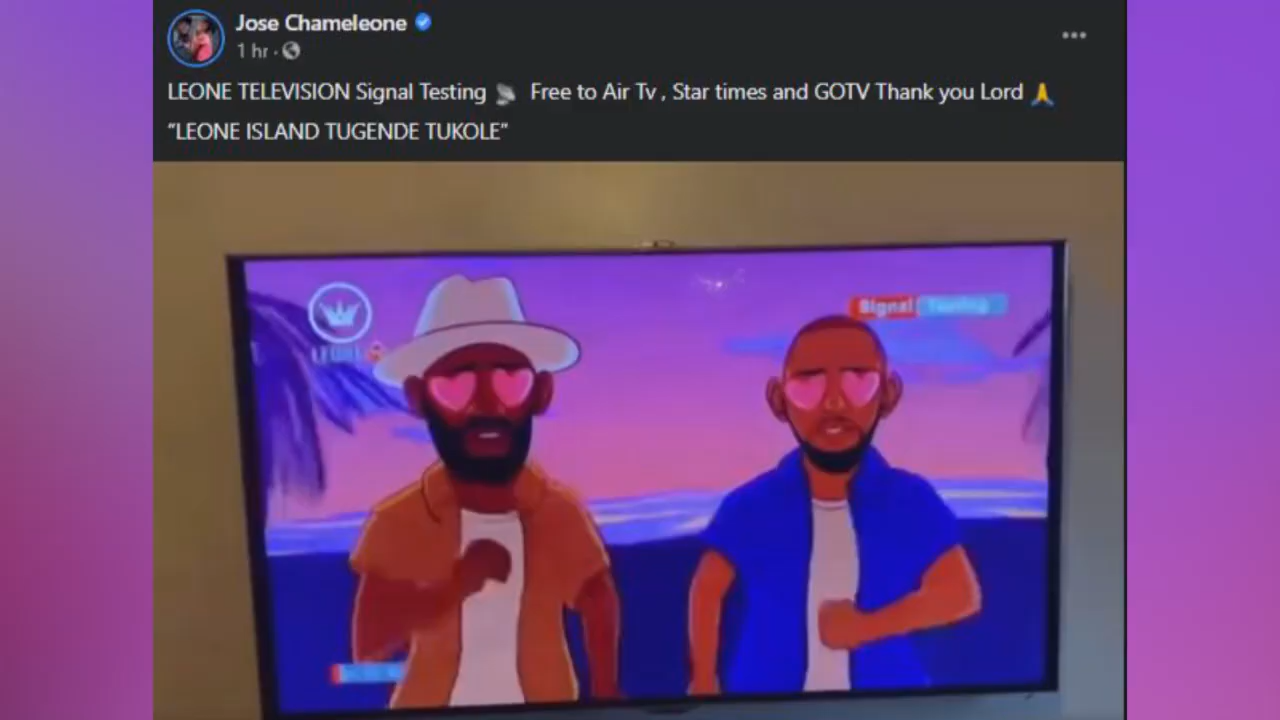 Jose Chameleone
1 hr ·
LEONE TELEVISION Signal Testing 📡 Free to Air Tv , Star times and GOTV Thank you Lord 🙏
“LEONE ISLAND TUGENDE TUKOLE”
Signal Testing
LEONE